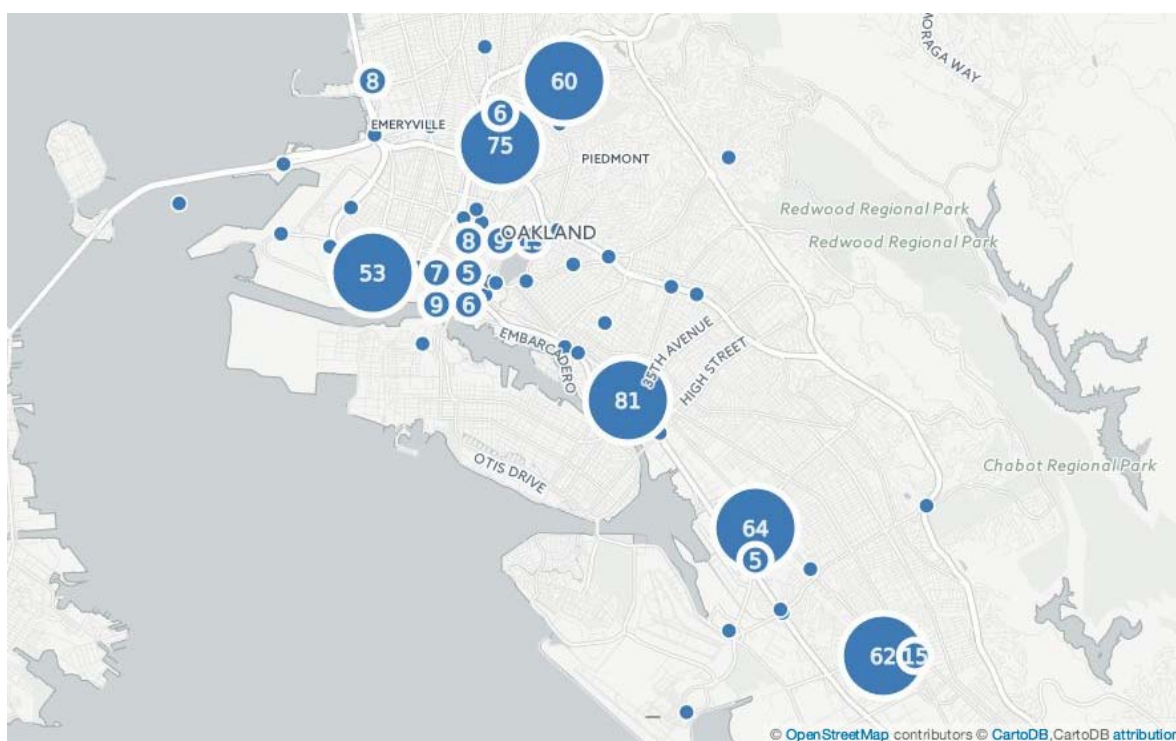 MORAGA WAY
8
60
6
EMERYVILLE
75
PIEDMONT
Redwood Regional Park
OAKLAND
8
9
Redwood Regional Park
53
7
5
9
6
EMBARCADERO
35TH AVENUE
HIGH STREET
81
OTIS DRIVE
Chabot Regional Park
64
5
62
15
© OpenStreetMap contributors © CartoDB,CartoDB attribution